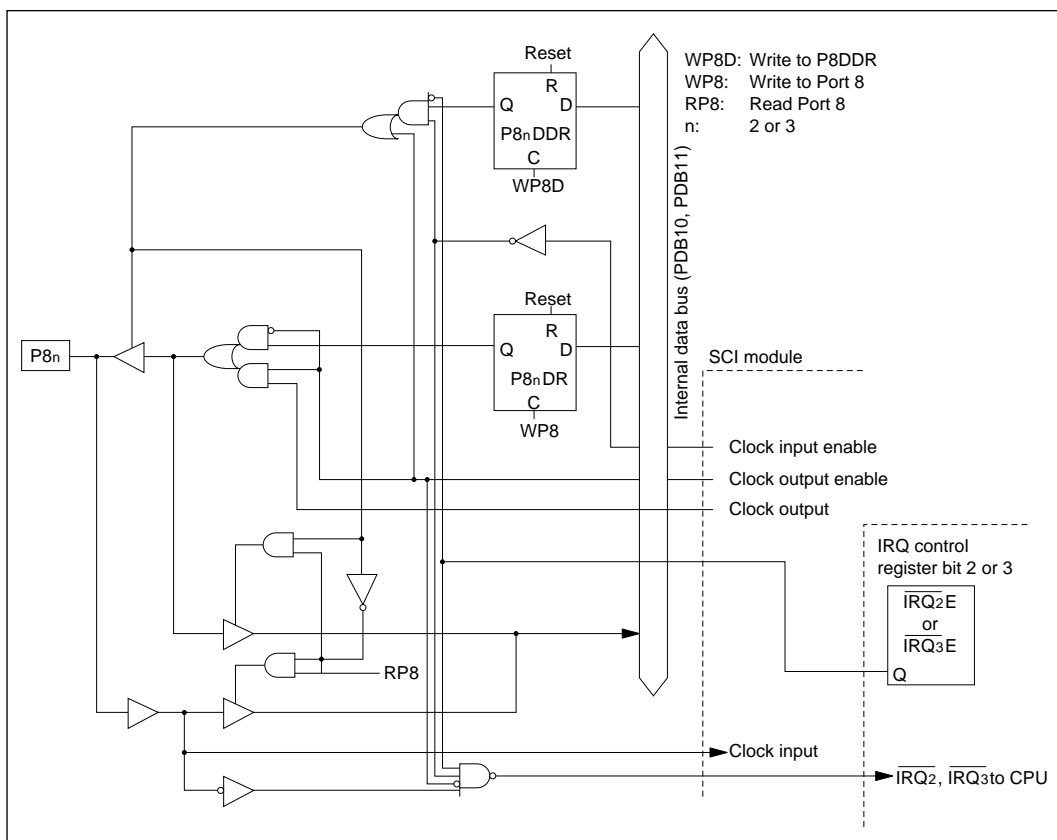 Reset
R
Q
D
P8nDDR
C
WP8D
WP8D: Write to P8DDR
WP8: Write to Port 8
RP8: Read Port 8
n: 2 or 3
Internal data bus (PDB10, PDB11)
Reset
R
Q
D
P8nDR
C
WP8
P8n
SCI module
Clock input enable
Clock output enable
Clock output
IRQ control
register bit 2 or 3
IRQ2E
or
IRQ3E
Q
RP8
Clock input
IRQ2, IRQ3 to CPU